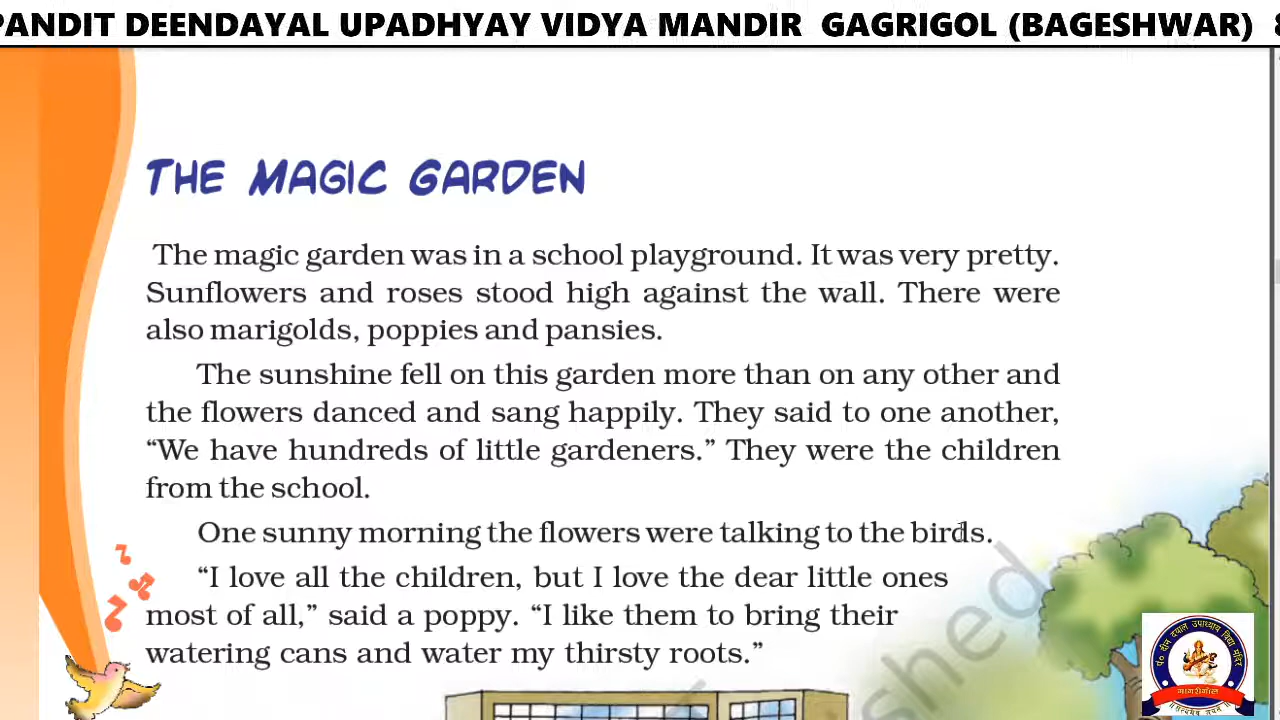 PANDIT DEENDAYAL UPADHYAY VIDYA MANDIR GAGRIGOL (BAGESHWAR) &
THE MAGIC GARDEN
The magic garden was in a school playground. It was very pretty.
Sunflowers and roses stood high against the wall. There were
also marigolds, poppies and pansies.
The sunshine fell on this garden more than on any other and
the flowers danced and sang happily. They said to one another,
“We have hundreds of little gardeners.” They were the children
from the school.
One sunny morning the flowers were talking to the birds.
“I love all the children, but I love the dear little ones
most of all,” said a poppy. “I like them to bring their
watering cans and water my thirsty roots.”
पं० दीन दयाल उपाध्याय विद्या मंदिर
गागरीगोल